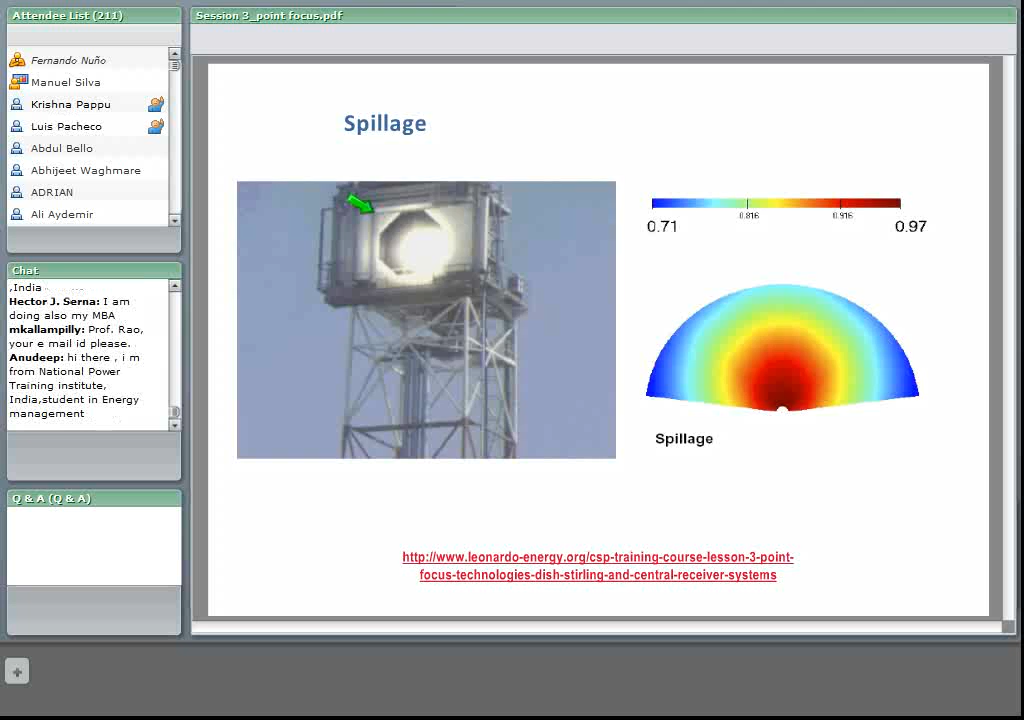 Attendee List (211)
Fernando Nuño
Manuel Silva
Krishna Pappu
Luis Pacheco
Abdul Bello
Abhijeet Waghmare
ADRIAN
Ali Aydemir
Chat
,India
Hector J. Serna: I am
doing also my MBA
mkallampilly: Prof. Rao,
your e mail id please.
Anudeep: hi there , i m
from National Power
Training institute,
India,student in Energy
management
Q & A (Q & A)
Session 3_point focus.pdf
Spillage
0.816
0.916
0.71
0.97
Spillage
http://www.leonardo-energy.org/csp-training-course-lesson-3-point-
focus-technologies-dish-stirling-and-central-receiver-systems